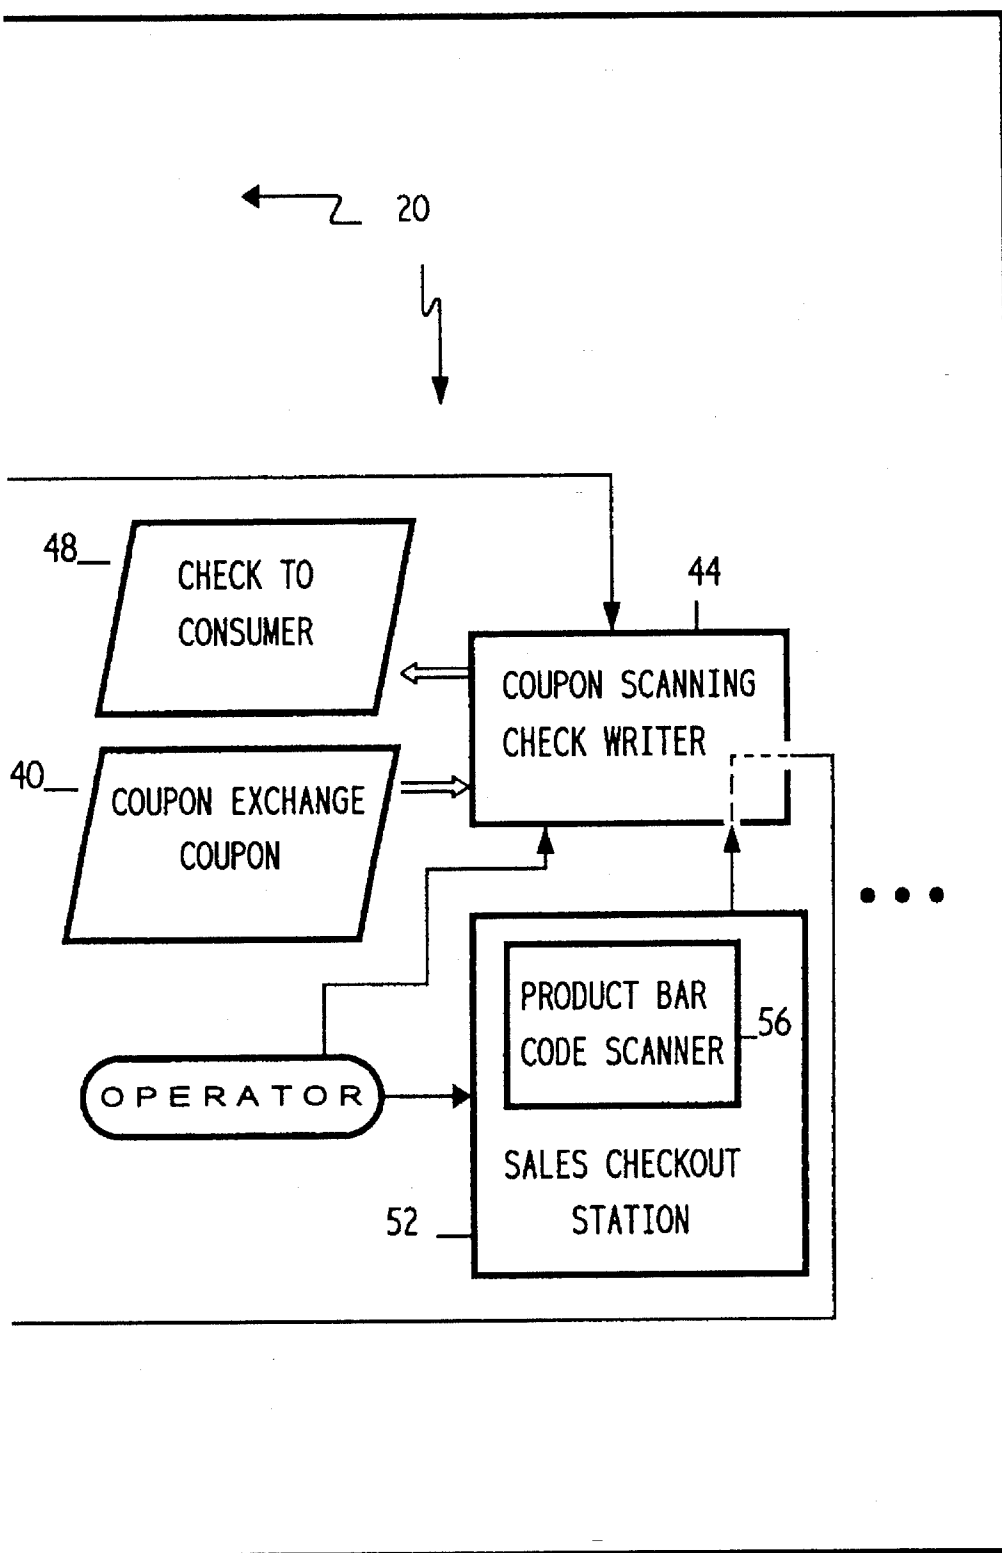 20
48
CHECK TO
CONSUMER
44
COUPON SCANNING
CHECK WRITER
40
COUPON EXCHANGE
COUPON
PRODUCT BAR
CODE SCANNER
56
OPERATOR
SALES CHECKOUT
STATION
52